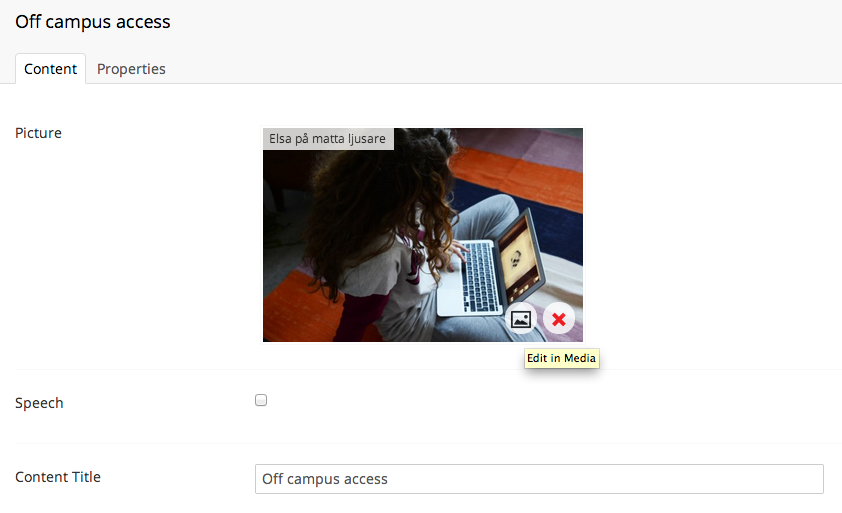 Off campus access
Content
Properties
Picture
Elsa på matta ljusare
Edit in Media
Speech
Content Title
Off campus access